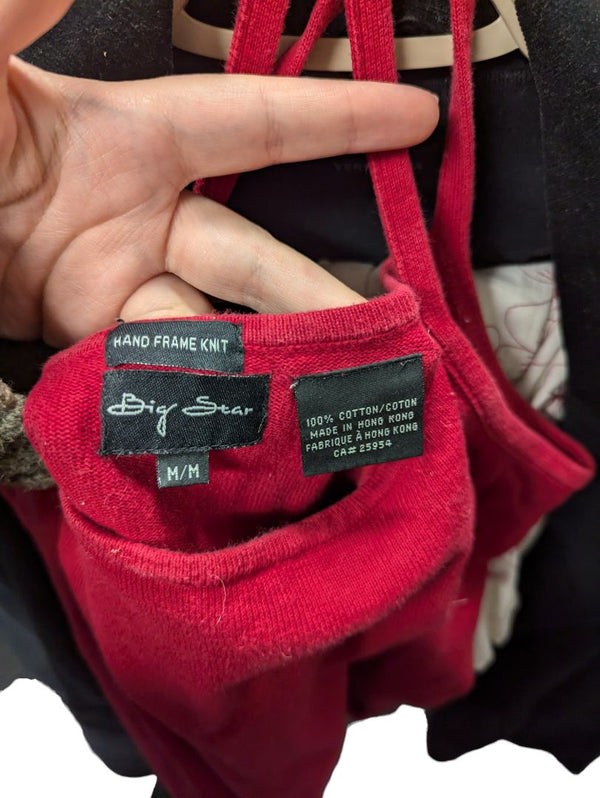 HAND FRAME KNIT
Big Star
M/M
100% COTTON/COTON
MADE IN HONG KONG
FABRIQUE À HONG KONG
CA# 25954